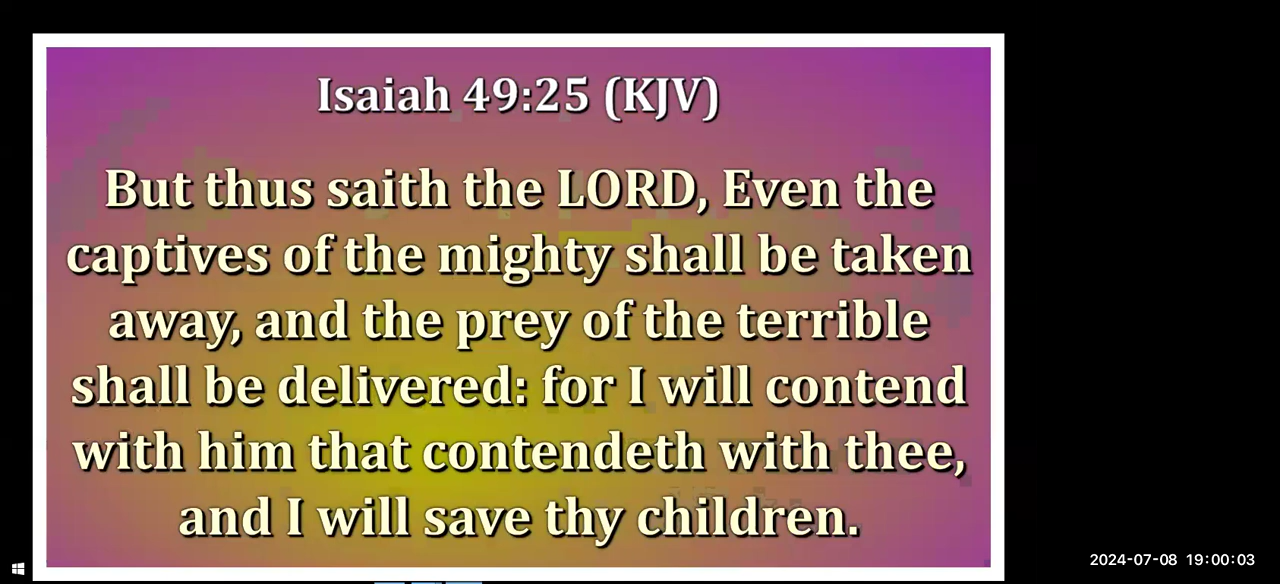 Isaiah 49:25 (KJV)
But thus saith the LORD, Even the
captives of the mighty shall be taken
away, and the prey of the terrible
shall be delivered: for I will contend
with him that contendeth with thee,
and I will save thy children.
2024-07-08 19:00:03